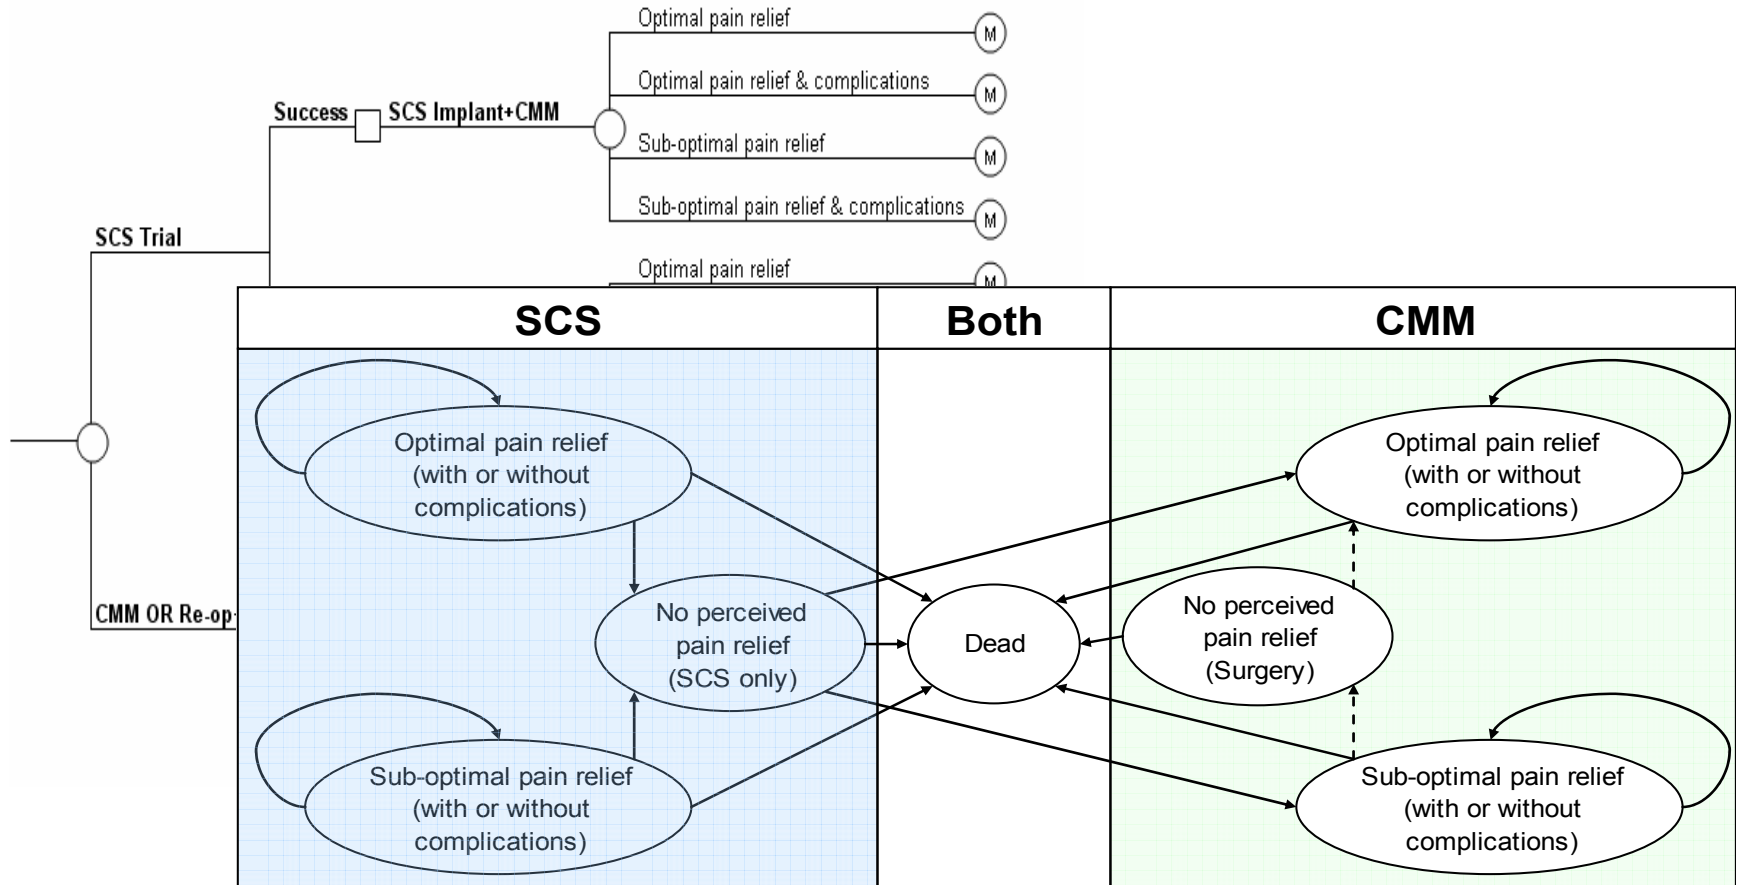 Optimal pain relief
M
Optimal pain relief & complications
M
Success
SCS Implant+CMM
Sub-optimal pain relief
M
Sub-optimal pain relief & complications
M
SCS Trial
Optimal pain relief
M
SCS
Both
CMM
Optimal pain relief
(with or without
complications)
Optimal pain relief
(with or without
complications)
CMM OR Re-op
No perceived
pain relief
(SCS only)
Dead
No perceived
pain relief
(Surgery)
Sub-optimal pain relief
(with or without
complications)
Sub-optimal pain relief
(with or without
complications)